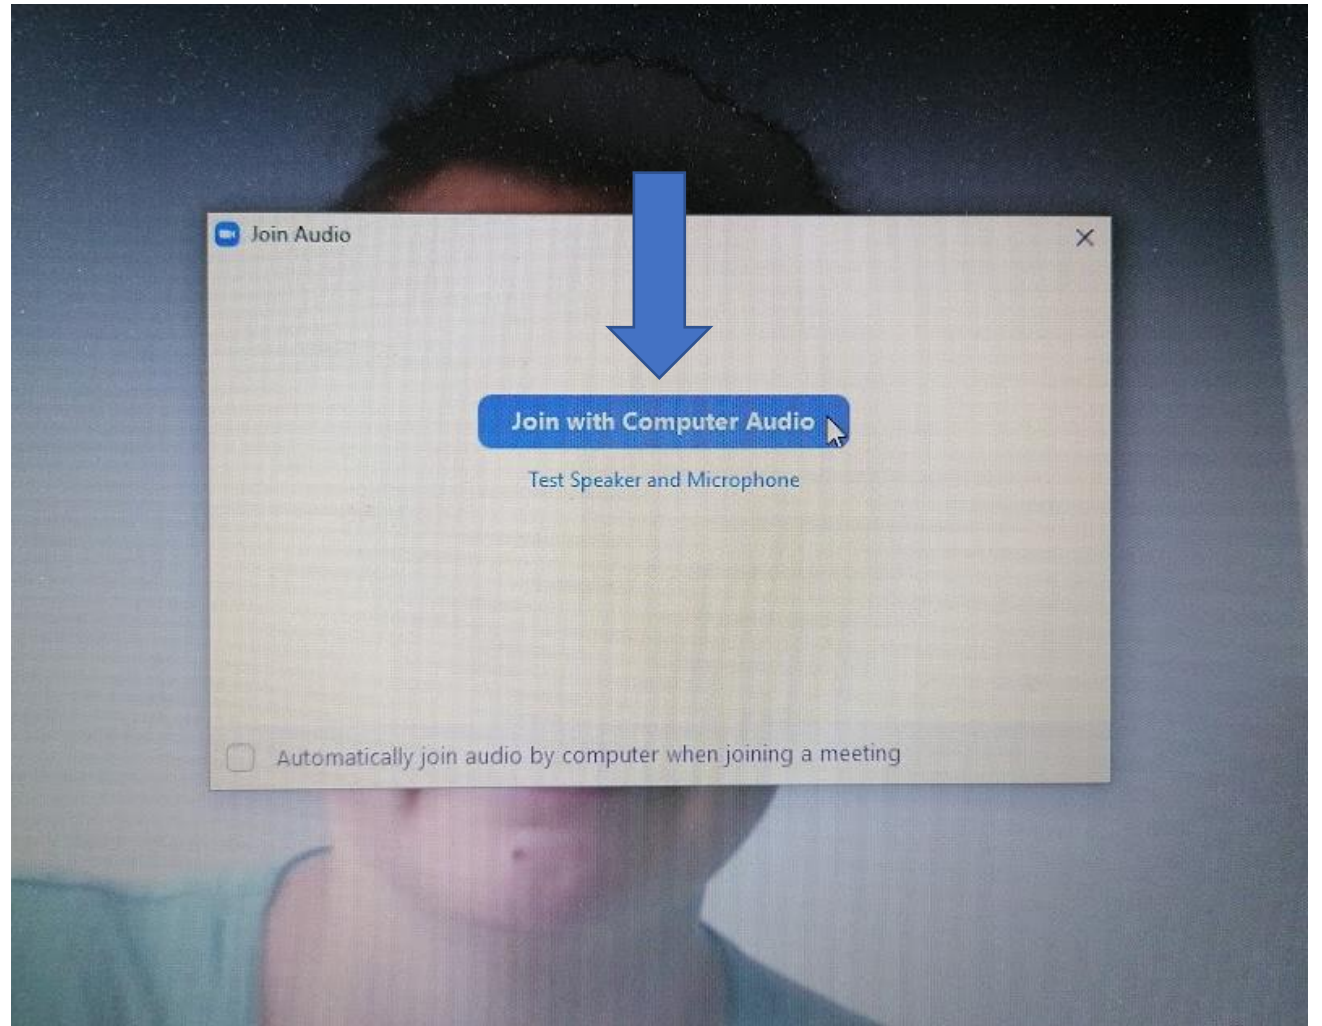 Join Audio
Join with Computer Audio
Test Speaker and Microphone
Automatically join audio by computer when joining a meeting